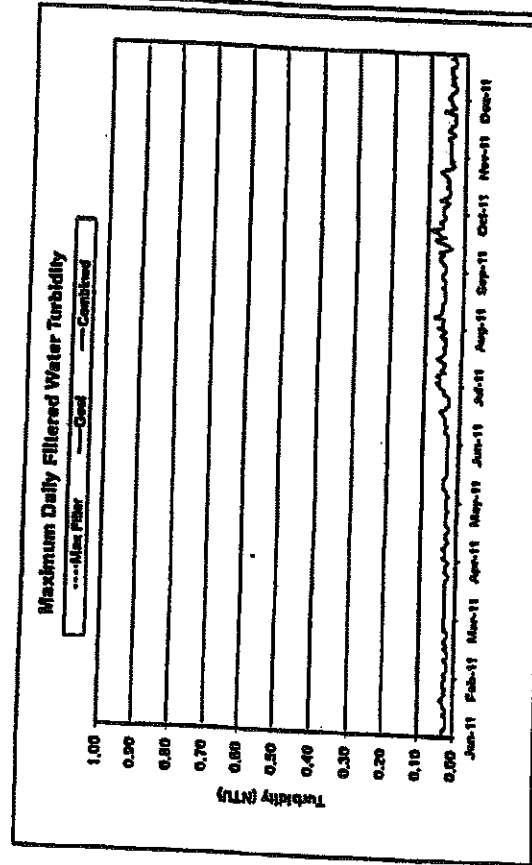 Maximum Daily Filtered Water Turbidity
Max Filter Goal Combined
Turbidity (NTU)
1.00
0.90
0.80
0.70
0.60
0.50
0.40
0.30
0.20
0.10
0.00
Jan-11 Feb-11 Mar-11 Apr-11 May-11 Jun-11 Jul-11 Aug-11 Sep-11 Oct-11 Nov-11 Dec-11